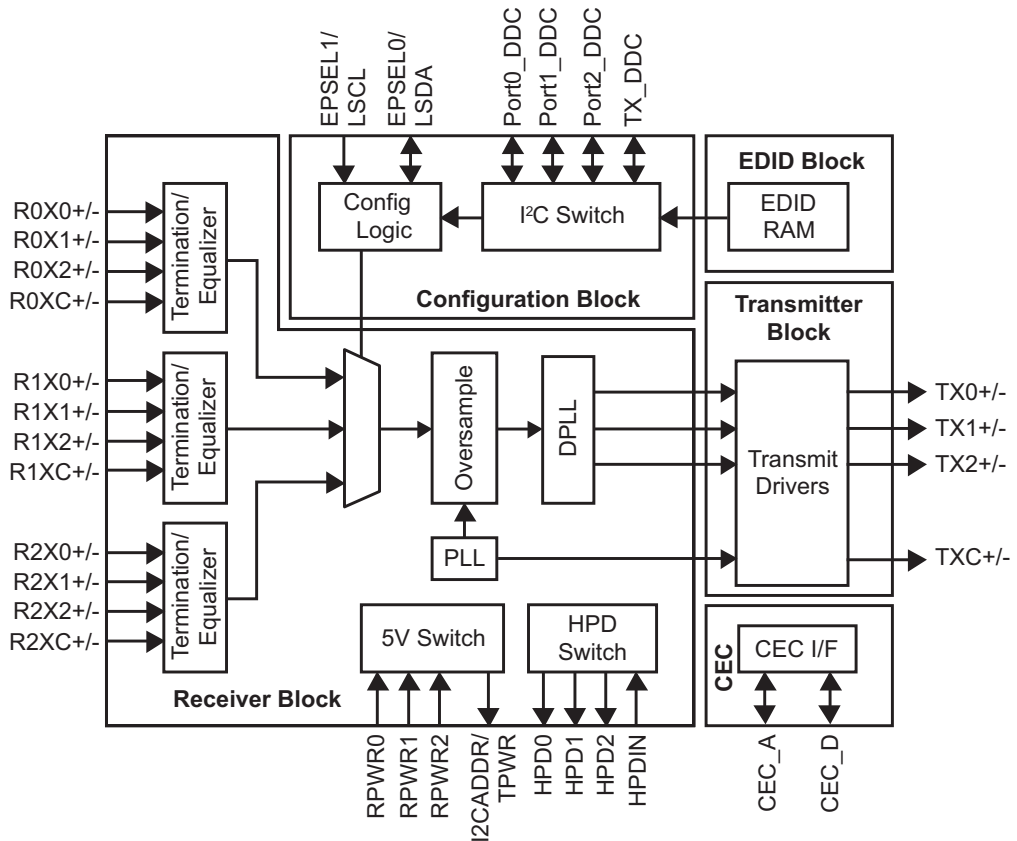 EPSEL1/
LSCL
EPSEL0/
LSDA
Port0_DDC
Port1_DDC
Port2_DDC
TX_DDC
Config
Logic
I²C Switch
Configuration Block
EDID Block
EDID
RAM
R0X0+/-
R0X1+/-
R0X2+/-
R0XC+/-
Termination/
Equalizer
R1X0+/-
R1X1+/-
R1X2+/-
R1XC+/-
Termination/
Equalizer
R2X0+/-
R2X1+/-
R2X2+/-
R2XC+/-
Termination/
Equalizer
Oversample
DPLL
PLL
Transmitter
Block
Transmit
Drivers
TX0+/-
TX1+/-
TX2+/-
TXC+/-
5V Switch
HPD
Switch
Receiver Block
CEC
CEC I/F
RPWR0
RPWR1
RPWR2
I2CADDR/
TPWR
HPD0
HPD1
HPD2
HPDIN
CEC_A
CEC_D